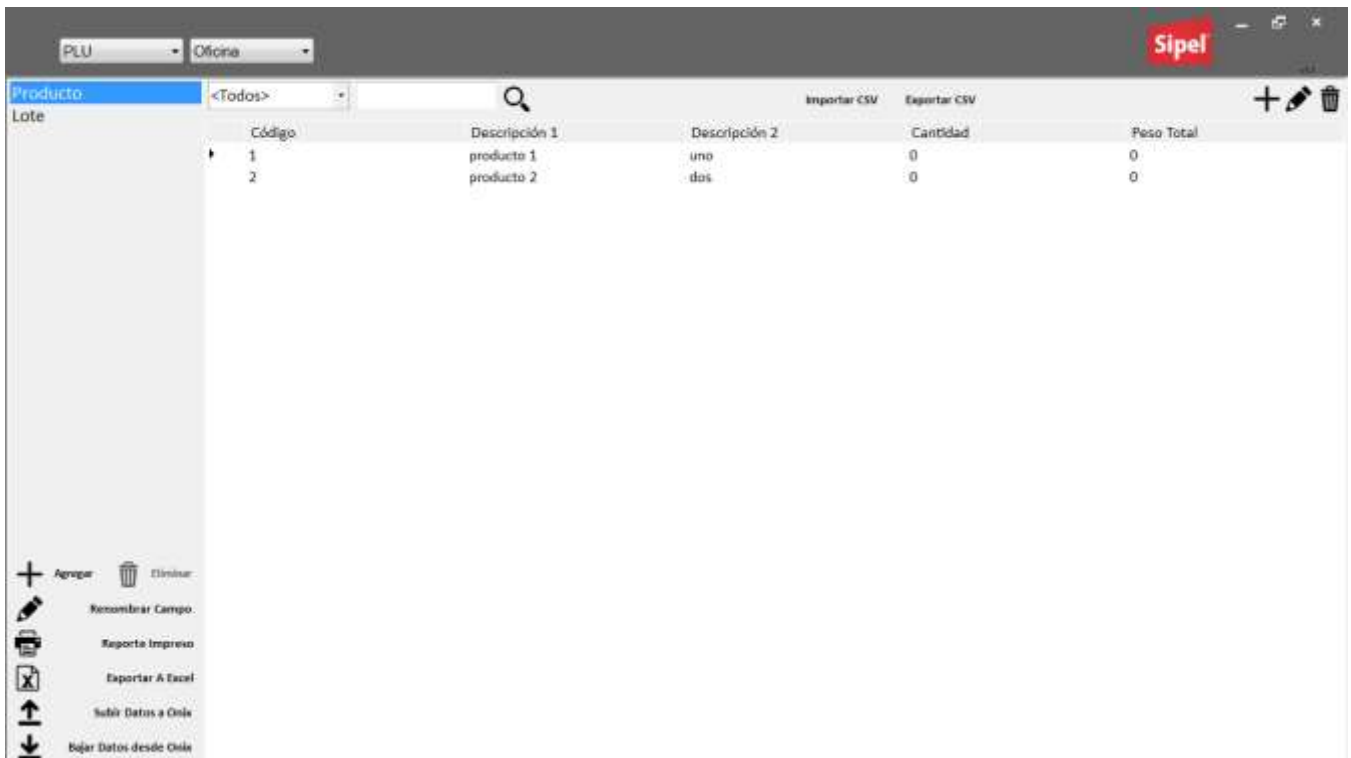 PLU Oficina
Sipel
Producto
Lote
<Todos>
Importar CSV Exportar CSV
Código Descripción 1 Descripción 2 Cantidad Peso Total
1 producto 1 uno 0 0
2 producto 2 dos 0 0
Agregar Eliminar
Renombrar Campo
Reporte Impreso
Exportar A Excel
Subir Datos a Onix
Bajar Datos desde Onix